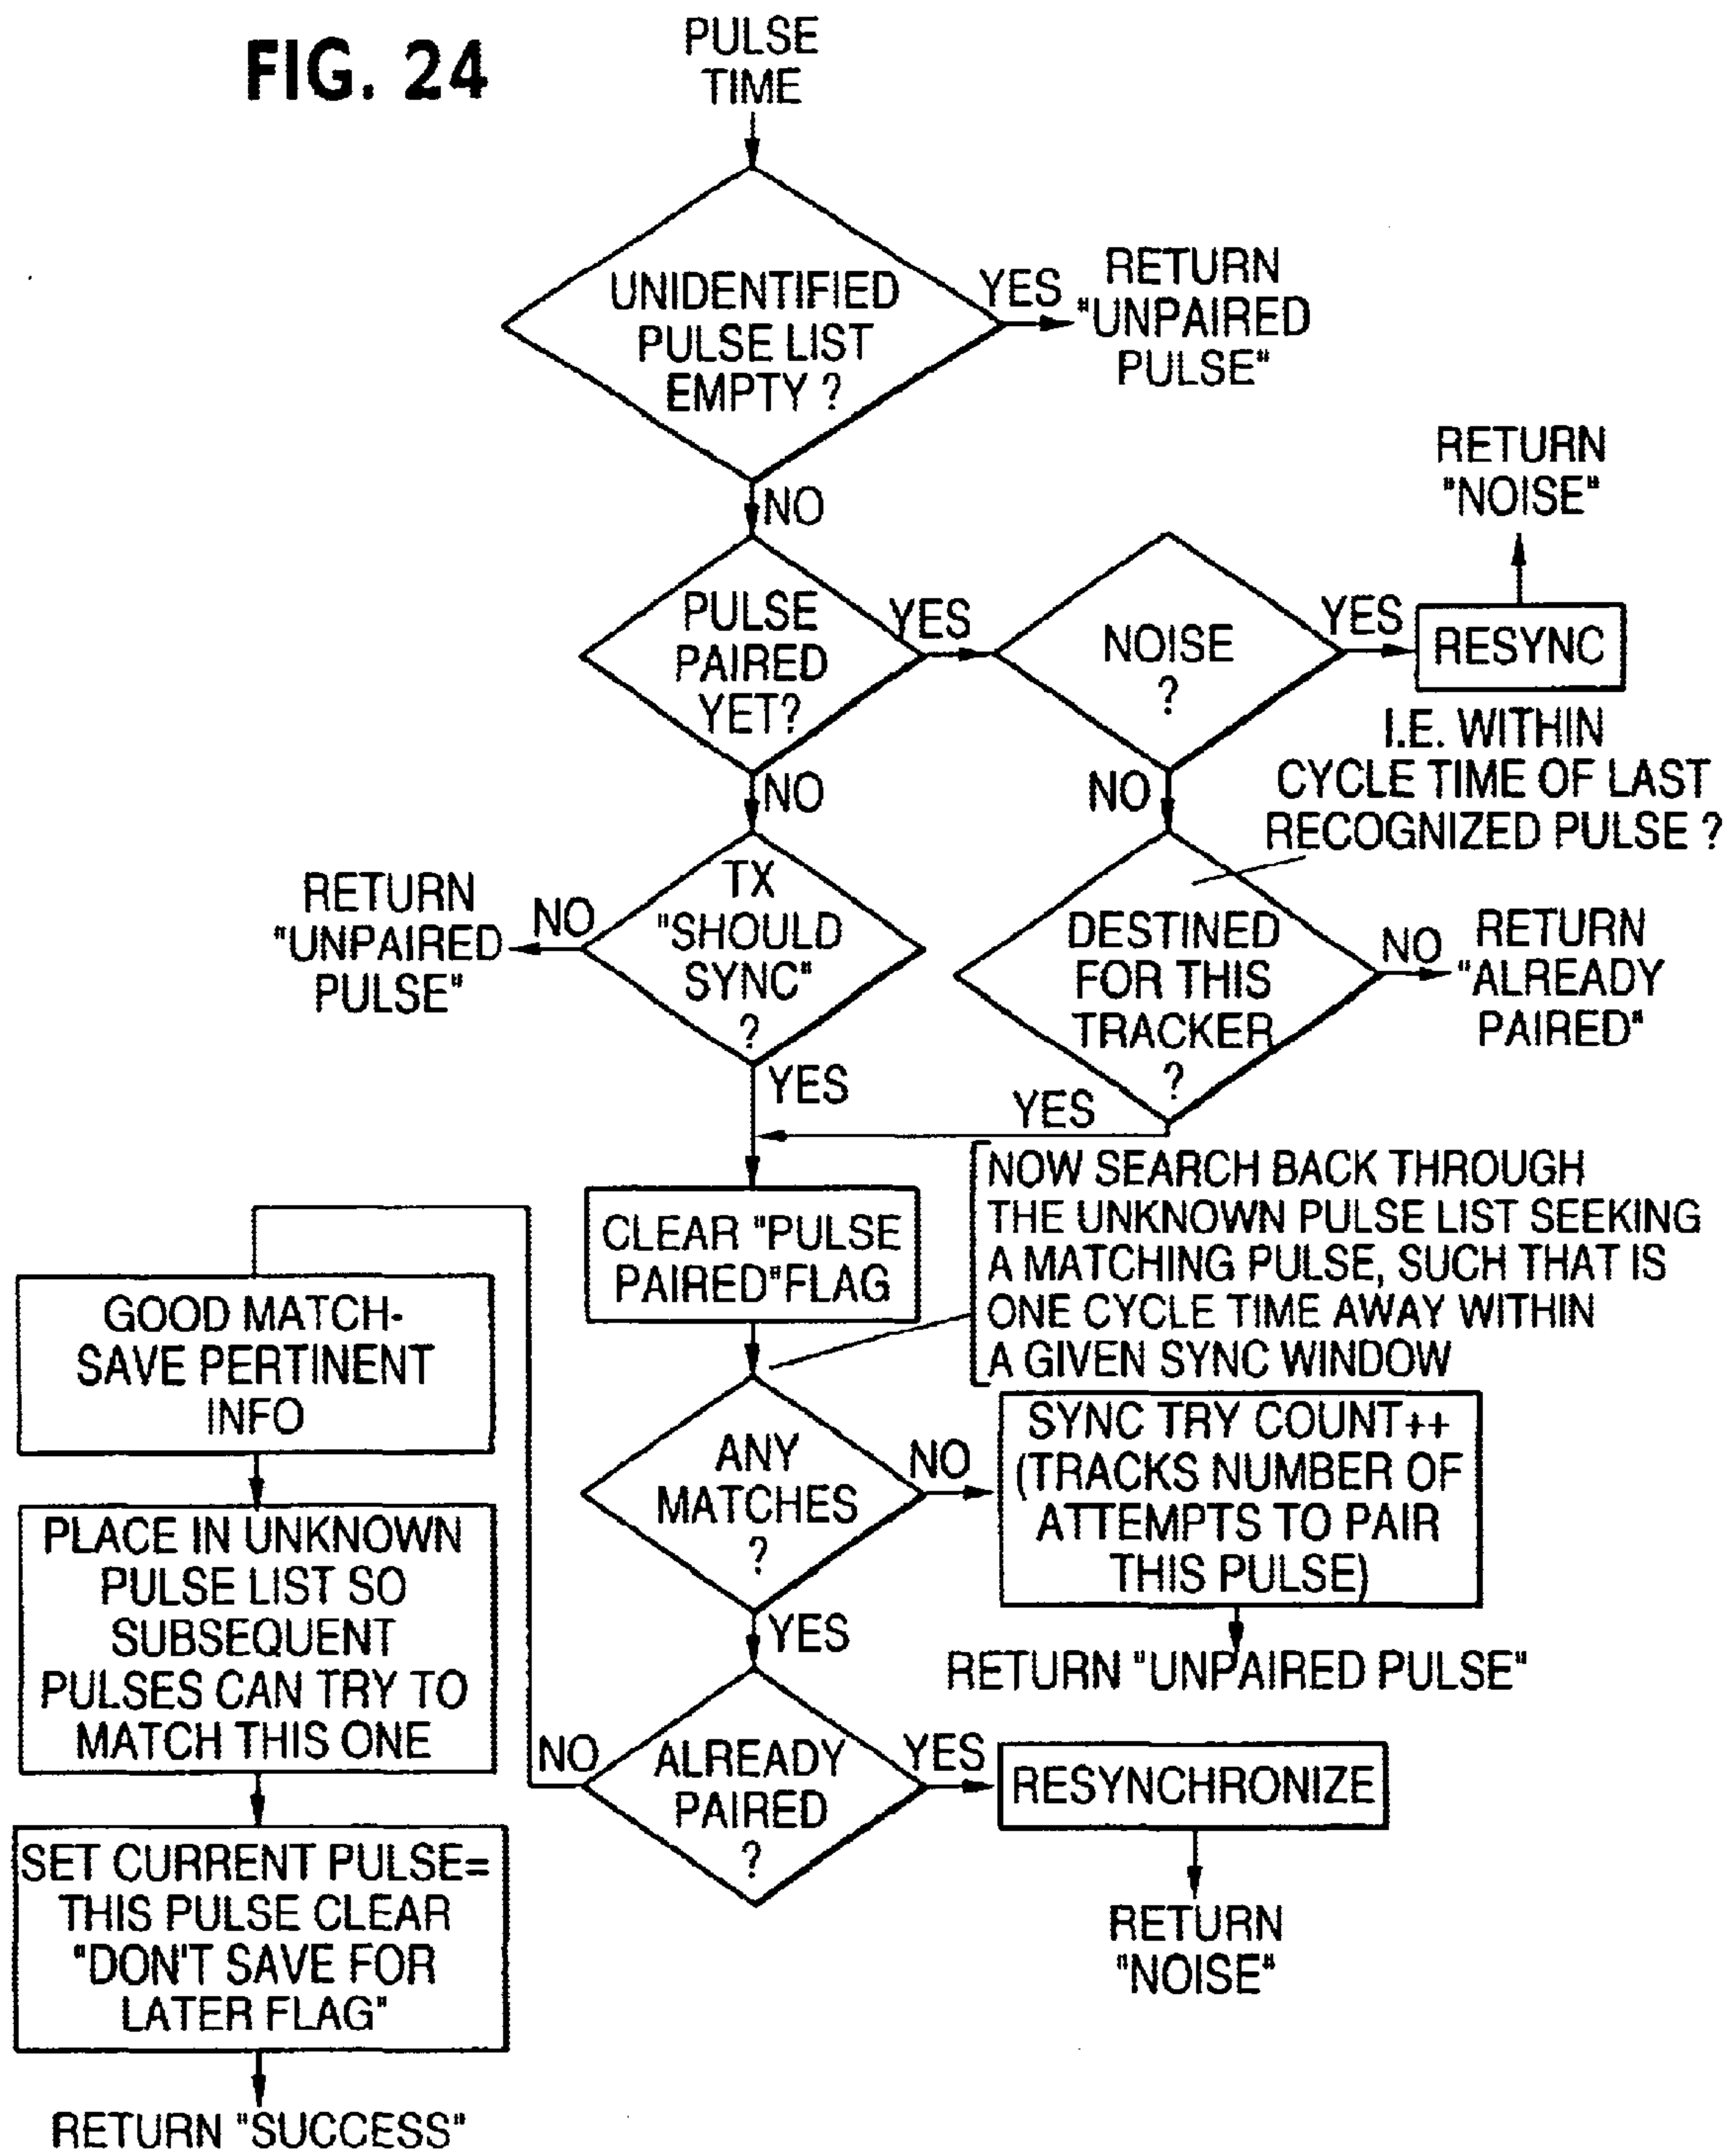 FIG. 24
PULSE
TIME
UNIDENTIFIED
PULSE LIST
EMPTY ?
YES
RETURN
"UNPAIRED
PULSE"
NO
PULSE
PAIRED
YET?
YES
NOISE
?
YES
RESYNC
RETURN
"NOISE"
I.E. WITHIN
CYCLE TIME OF LAST
RECOGNIZED PULSE ?
NO
NO
TX
"SHOULD
SYNC"
?
NO
RETURN
"UNPAIRED
PULSE"
DESTINED
FOR THIS
TRACKER
?
NO
RETURN
"ALREADY
PAIRED"
YES
YES
CLEAR "PULSE
PAIRED"FLAG
NOW SEARCH BACK THROUGH
THE UNKNOWN PULSE LIST SEEKING
A MATCHING PULSE, SUCH THAT IS
ONE CYCLE TIME AWAY WITHIN
A GIVEN SYNC WINDOW
ANY
MATCHES
?
NO
SYNC TRY COUNT++
(TRACKS NUMBER OF
ATTEMPTS TO PAIR
THIS PULSE)
RETURN "UNPAIRED PULSE"
YES
ALREADY
PAIRED
?
YES
RESYNCHRONIZE
RETURN
"NOISE"
NO
GOOD MATCH-
SAVE PERTINENT
INFO
PLACE IN UNKNOWN
PULSE LIST SO
SUBSEQUENT
PULSES CAN TRY TO
MATCH THIS ONE
SET CURRENT PULSE=
THIS PULSE CLEAR
"DON'T SAVE FOR
LATER FLAG"
RETURN "SUCCESS"